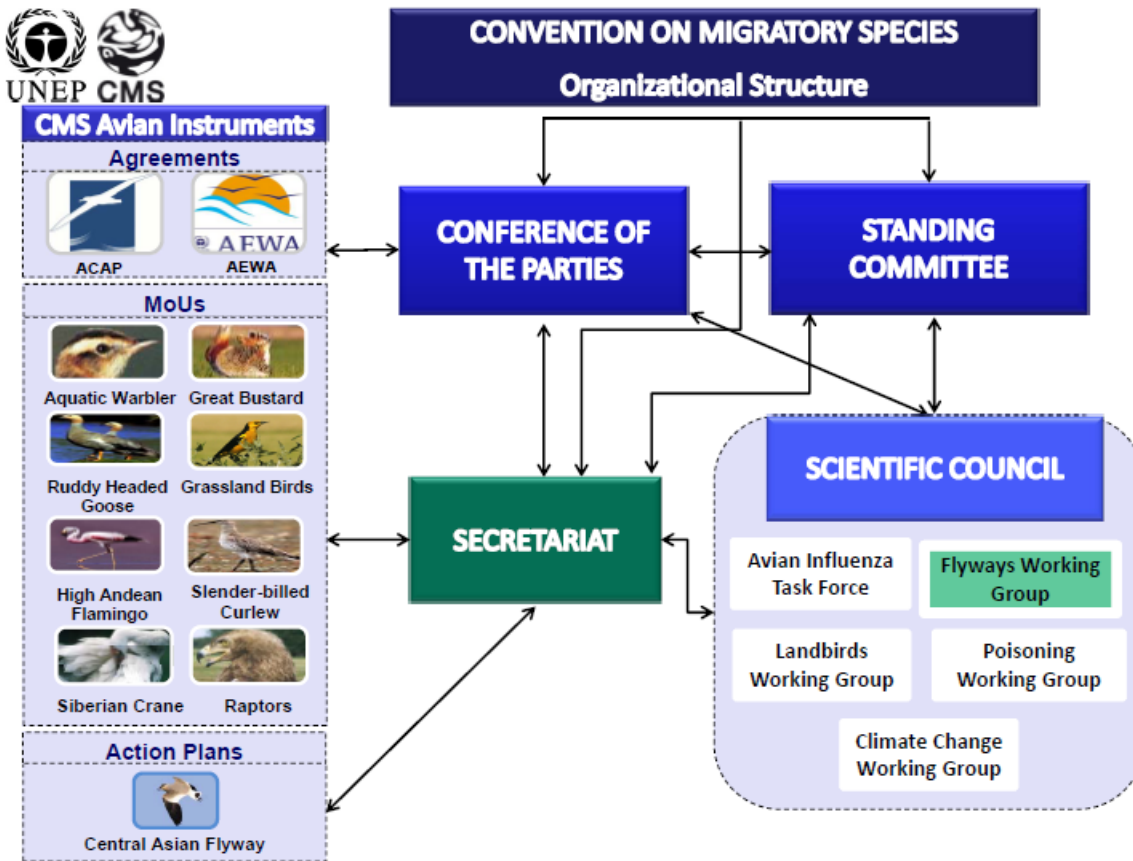 UNEP CMS
CONVENTION ON MIGRATORY SPECIES
Organizational Structure
CMS Avian Instruments
Agreements
AEWA
ACAP
AEWA
MoUs
Aquatic Warbler
Great Bustard
Ruddy Headed
Goose
Grassland Birds
High Andean
Flamingo
Slender-billed
Curlew
Siberian Crane
Raptors
Action Plans
Central Asian Flyway
CONFERENCE OF
THE PARTIES
STANDING
COMMITTEE
SECRETARIAT
SCIENTIFIC COUNCIL
Avian Influenza
Task Force
Flyways Working
Group
Landbirds
Working Group
Poisoning
Working Group
Climate Change
Working Group